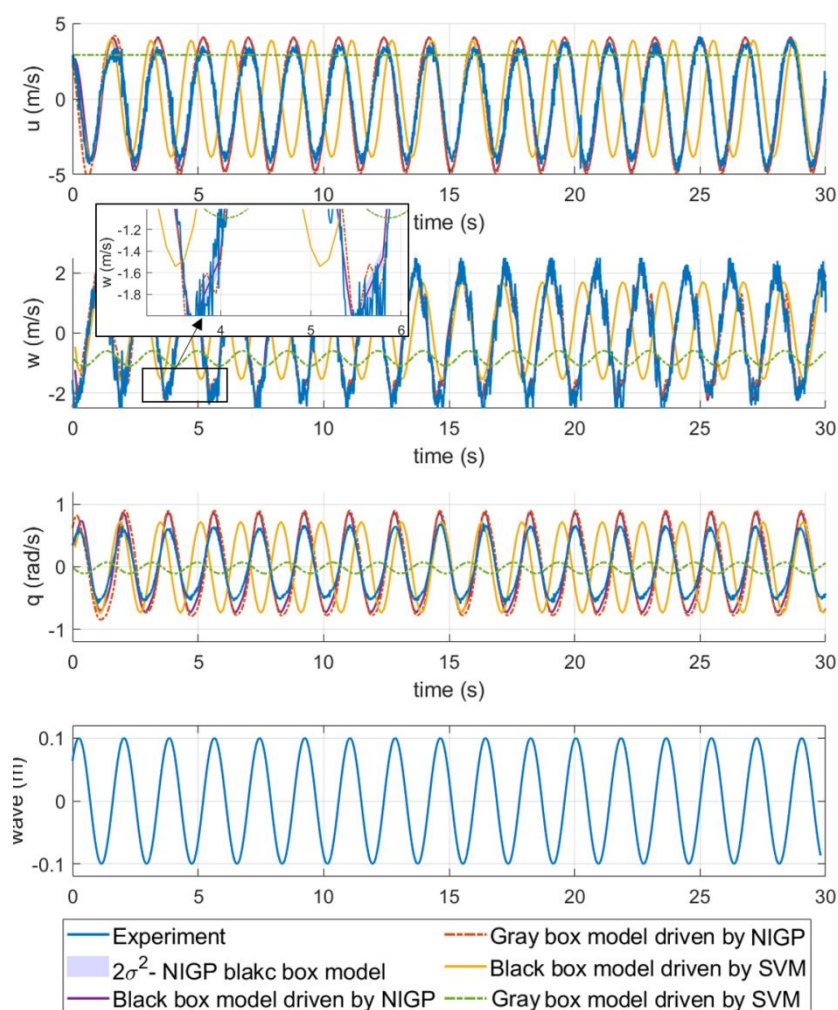 5
0
-5
u (m/s)
0 5 10 15 20 25 30
time (s)
-1.2
-1.4
-1.6
-1.8
w (m/s)
4 5 6
2
0
-2
w (m/s)
0 5 10 15 20 25 30
time (s)
1
0
-1
q (rad/s)
0 5 10 15 20 25 30
time (s)
0.1
0
-0.1
wave (m)
0 5 10 15 20 25 30
Experiment
2σ²- NIGP blakc box model
Black box model driven by NIGP
Gray box model driven by NIGP
Black box model driven by SVM
Gray box model driven by SVM